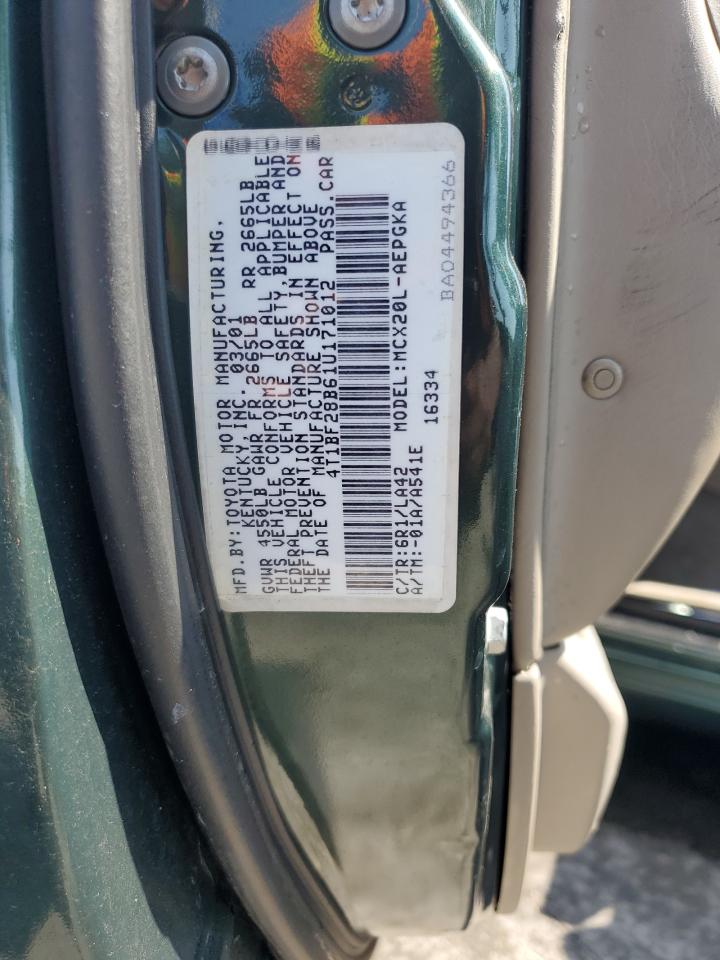 MFD. BY: TOYOTA MOTOR MANUFACTURING.
KENTUCKY, INC. 03/01
GVWR 4550LB GAWR FR 2665LB RR 2665LB
THIS VEHICLE CONFORMS TO ALL APPLICABLE
FEDERAL MOTOR VEHICLE SAFETY, BUMPER AND
THEFT PREVENTION STANDARDS IN EFFECT ON
THE DATE OF MANUFACTURE SHOWN ABOVE
4T1BF28B61U171012 PASS.CAR
C/TR:6R1/LA42 MODEL:MCX20L-AEPGKA
A/TM:-01A/A541E 16334
BA04494366